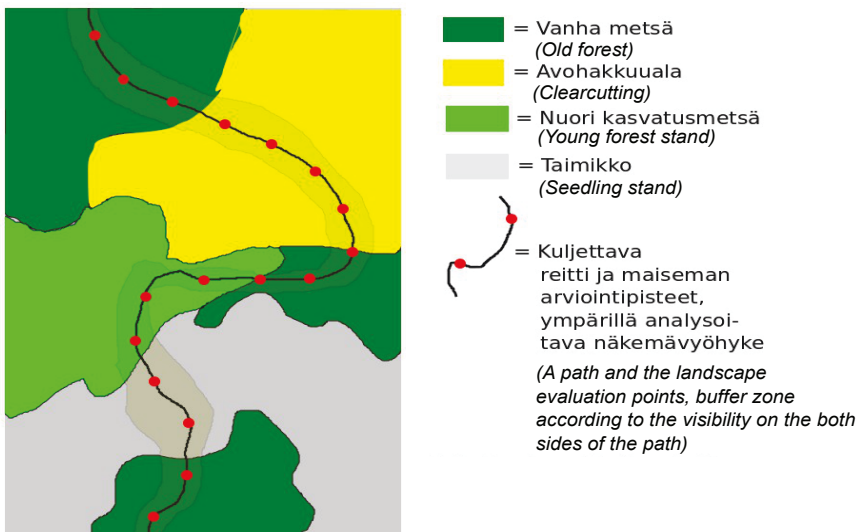 = Vanha metsä
(Old forest)
= Avohakkuuala
(Clearcutting)
= Nuori kasvatusmetsä
(Young forest stand)
= Taimikko
(Seedling stand)
= Kuljettava
reitti ja maiseman
arviointipisteet,
ympärillä analysoi-
tava näkemävyöhyke
(A path and the landscape
evaluation points, buffer zone
according to the visibility on the both
sides of the path)